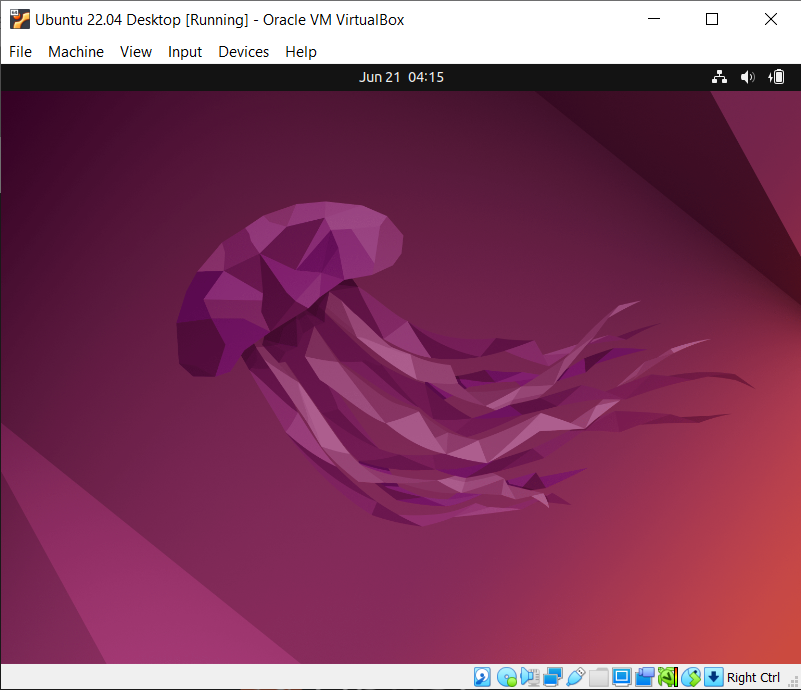 Ubuntu 22.04 Desktop [Running] - Oracle VM VirtualBox
File Machine View Input Devices Help
Jun 21 04:15
Right Ctrl